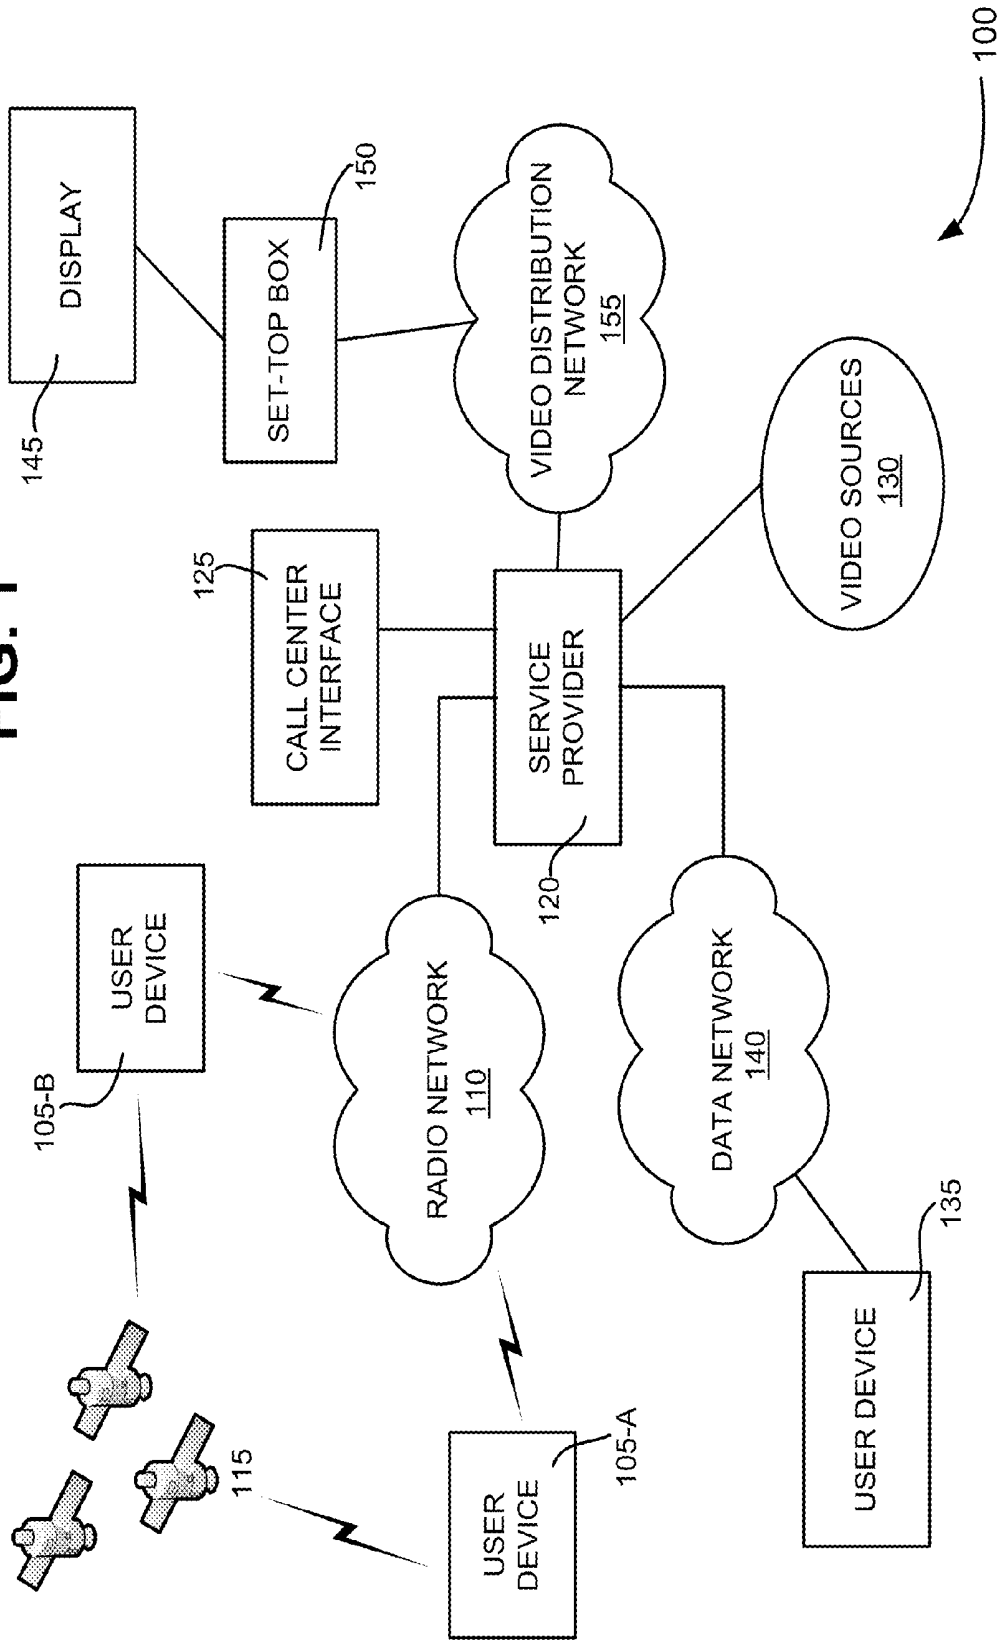 FIG. 1
115
105-B
USER
DEVICE
145
DISPLAY
125
CALL CENTER
INTERFACE
SET-TOP BOX
150
USER
DEVICE
105-A
RADIO NETWORK
110
120
SERVICE
PROVIDER
VIDEO DISTRIBUTION
NETWORK
155
DATA NETWORK
140
USER DEVICE
135
VIDEO SOURCES
130
100